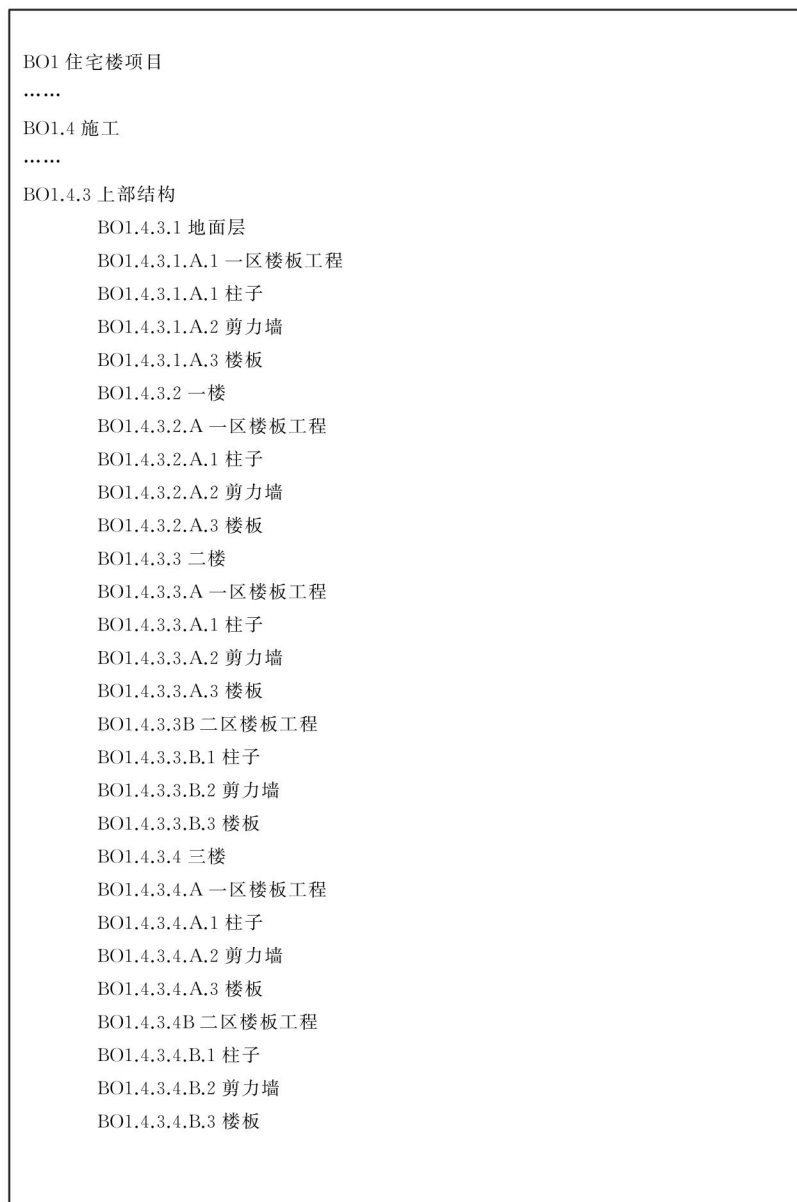 BO1 住宅楼项目
……
BO1.4 施工
……
BO1.4.3 上部结构
BO1.4.3.1 地面层
BO1.4.3.1.A.1 一区楼板工程
BO1.4.3.1.A.1 柱子
BO1.4.3.1.A.2 剪力墙
BO1.4.3.1.A.3 楼板
BO1.4.3.2 一楼
BO1.4.3.2.A 一区楼板工程
BO1.4.3.2.A.1 柱子
BO1.4.3.2.A.2 剪力墙
BO1.4.3.2.A.3 楼板
BO1.4.3.3 二楼
BO1.4.3.3.A 一区楼板工程
BO1.4.3.3.A.1 柱子
BO1.4.3.3.A.2 剪力墙
BO1.4.3.3.A.3 楼板
BO1.4.3.3B 二区楼板工程
BO1.4.3.3.B.1 柱子
BO1.4.3.3.B.2 剪力墙
BO1.4.3.3.B.3 楼板
BO1.4.3.4 三楼
BO1.4.3.4.A 一区楼板工程
BO1.4.3.4.A.1 柱子
BO1.4.3.4.A.2 剪力墙
BO1.4.3.4.A.3 楼板
BO1.4.3.4B 二区楼板工程
BO1.4.3.4.B.1 柱子
BO1.4.3.4.B.2 剪力墙
BO1.4.3.4.B.3 楼板